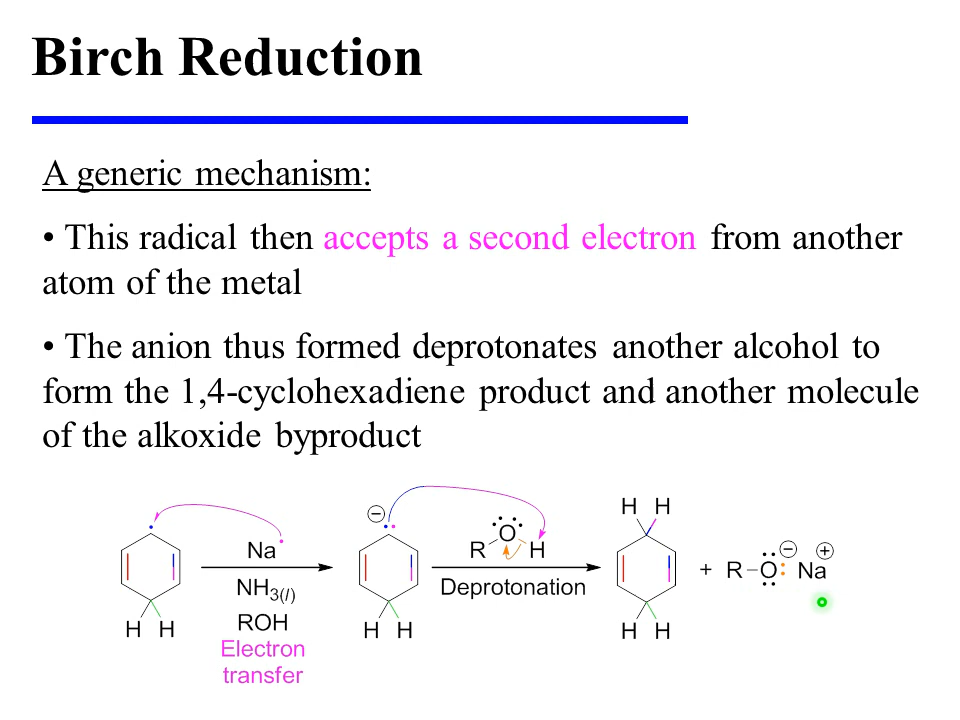 Birch Reduction
A generic mechanism:
• This radical then accepts a second electron from another
atom of the metal
• The anion thus formed deprotonates another alcohol to
form the 1,4-cyclohexadiene product and another molecule
of the alkoxide byproduct
H H
Na
NH3(l)
ROH
Electron
transfer
−
H H
R O H
Deprotonation
H H
H H
+ R–O − Na +